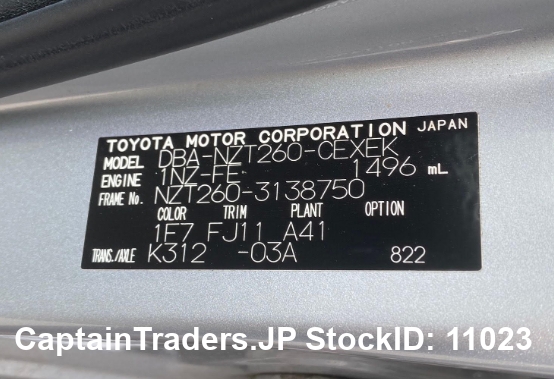 TOYOTA MOTOR CORPORATION JAPAN
MODEL DBA-NZT260-CEXEK
ENGINE 1NZ-FE 1496 mL
FRAME No. NZT260-3138750
COLOR TRIM PLANT OPTION
1F7 FJ11 A41
TRANS./AXLE K312 -03A 822
CaptainTraders.JP StockID: 11023